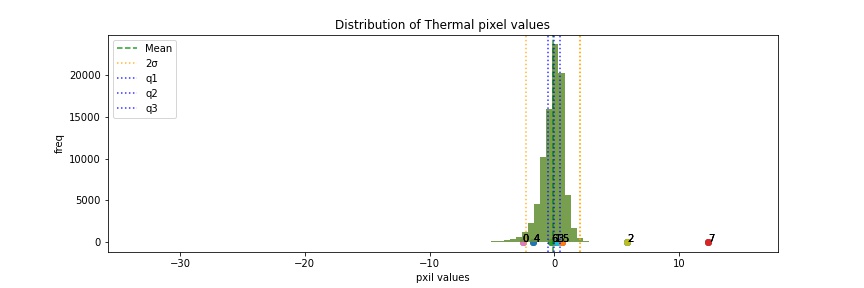 Distribution of Thermal pixel values
Mean
2σ
q1
q2
q3
freq
20000
15000
10000
5000
0
0 4 5 2 7
−30 −20 −10 0 10
pxil values